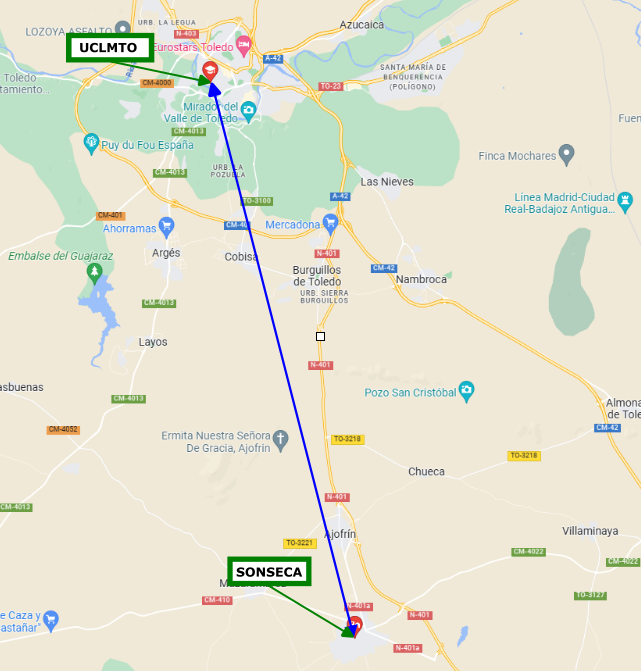 URB. LA LEGUA
Azucaica
LOZOYA ASFALTO
N-403
UCLMTO
Eurostars Toledo
A-42
SANTA MARÍA DE
BENQUERENCIA
(POLÍGONO)
Toledo
CM-4000
TO-23
Mirador del
Valle de Toledo
CM-4013
Puy du Fou España
URB. LA
POZUELA
Finca Mochares
CM-4013
Las Nieves
A-42
TO-3100
Línea Madrid-Ciudad
Real-Badajoz Antigua...
CM-401
Ahorramas
CM-40
Mercadona
N-401
Embalse del Guajaraz
Argés
Cobisa
Burguillos
de Toledo
CM-42
Nambroca
URB. SIERRA
BURGUILLOS
CM-4013
Layos
N-401
asbuenas
Pozo San Cristóbal
CM-4013
Almona
de Tole
CM-42
CM-4052
Ermita Nuestra Señora
De Gracia, Ajofrin
TO-3218
TO-3218
Chueca
N-401
CM-4013
Ajofrín
Villaminaya
TO-3221
CM-4022
CM-4022
SONSECA
TO-3127
CM-410
N-401a
N-401
e Caza y
astañar"
N-401a